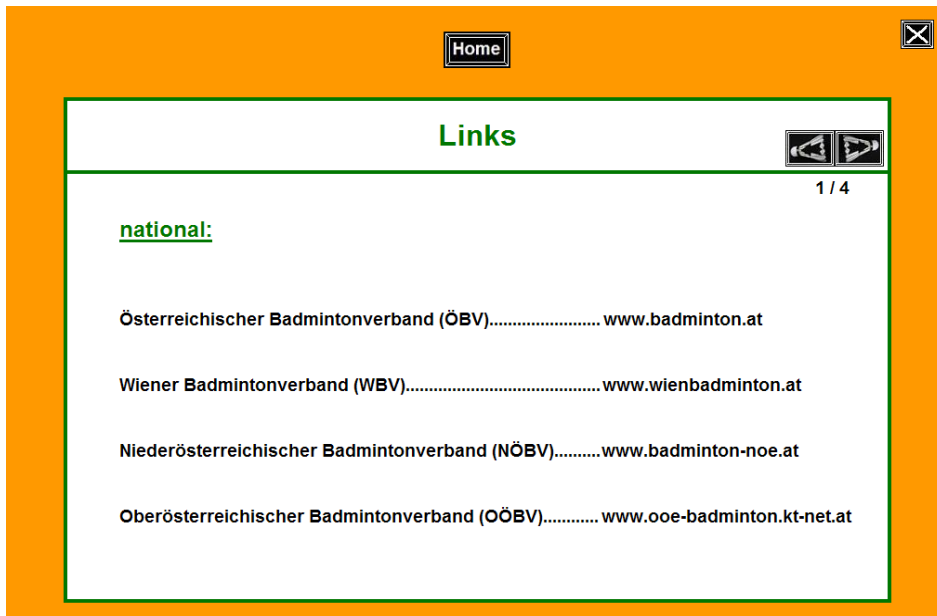 Home
Links
1 / 4
national:
Österreichischer Badmintonverband (ÖBV)........................ www.badminton.at
Wiener Badmintonverband (WBV)..........................................www.wienbadminton.at
Niederösterreichischer Badmintonverband (NÖBV)..........www.badminton-noe.at
Oberösterreichischer Badmintonverband (OÖBV)............ www.ooe-badminton.kt-net.at